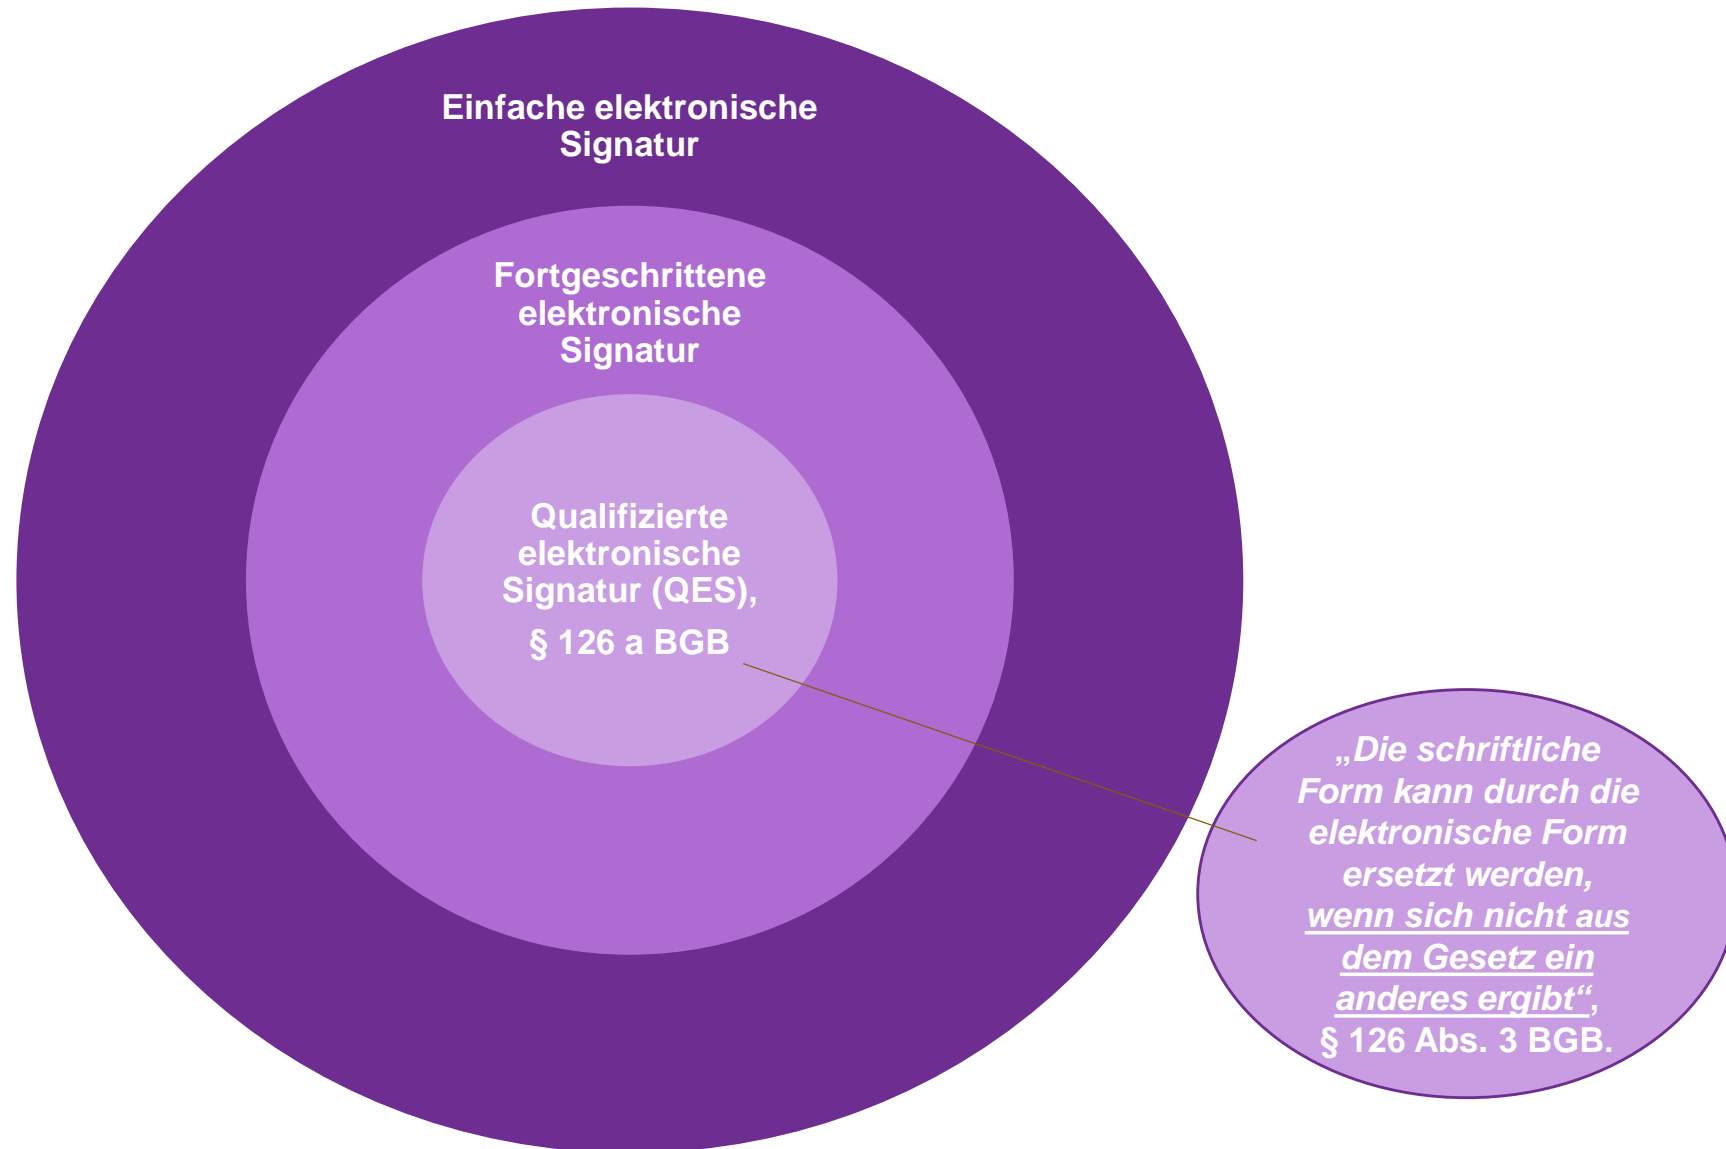 Einfache elektronische
Signatur
Fortgeschrittene
elektronische
Signatur
Qualifizierte
elektronische
Signatur (QES),
§ 126 a BGB
„Die schriftliche
Form kann durch die
elektronische Form
ersetzt werden,
wenn sich nicht aus
dem Gesetz ein
anderes ergibt“,
§ 126 Abs. 3 BGB.